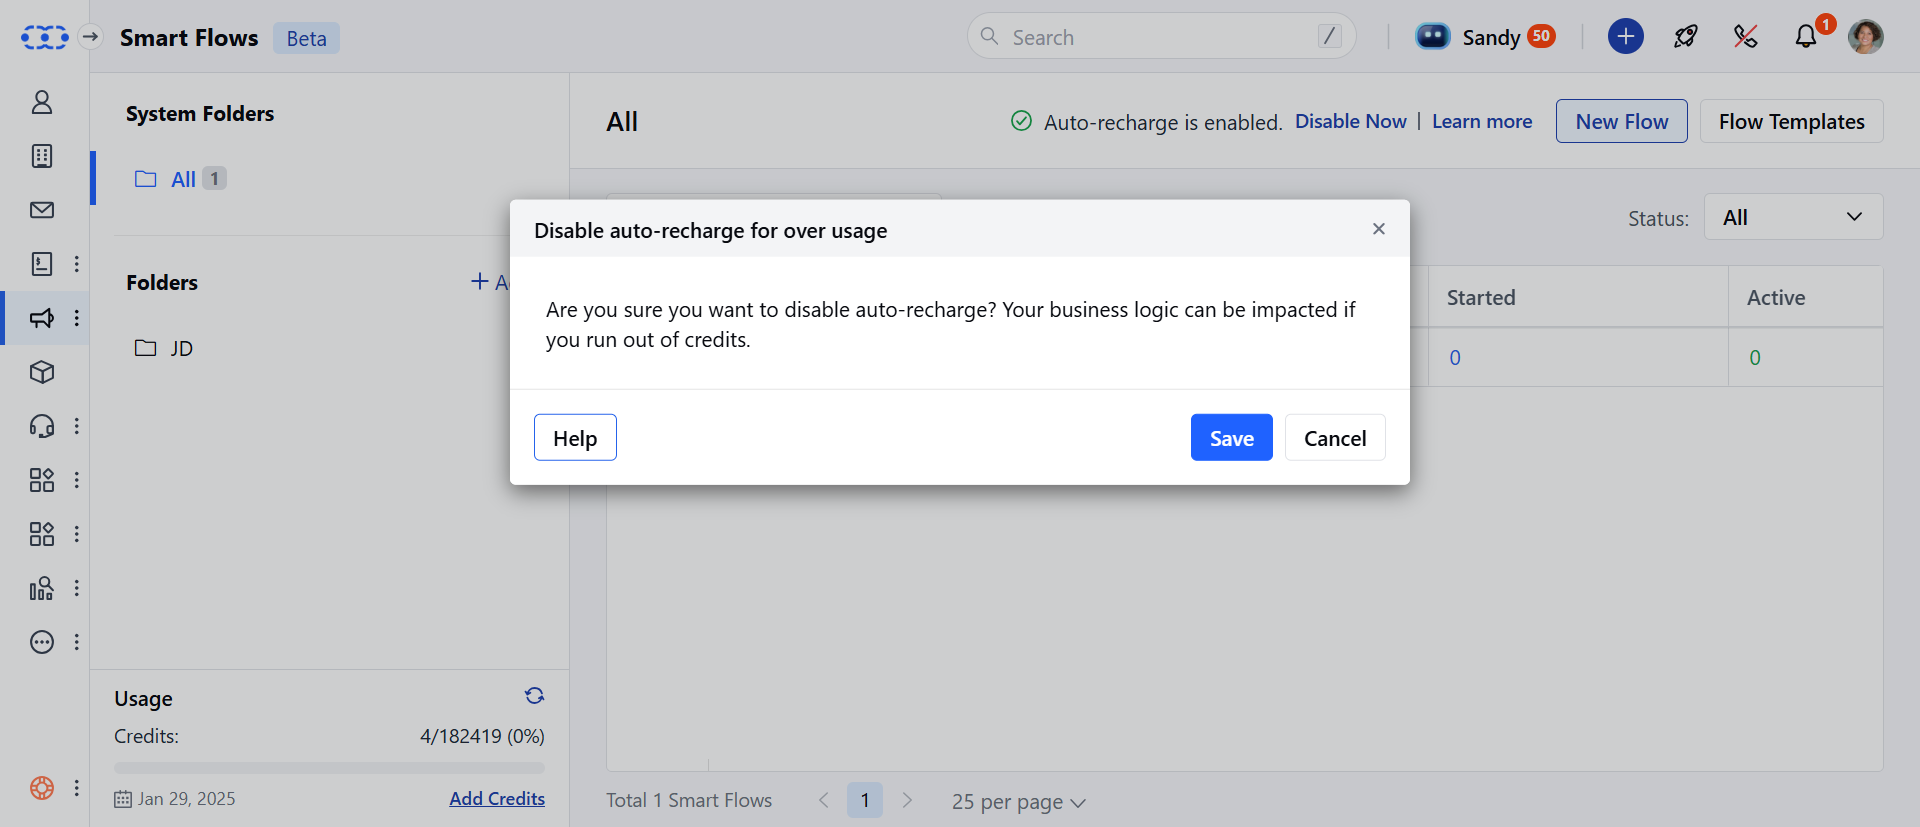 Smart Flows Beta
Search /
Sandy 50
1
System Folders
All 1
Folders
JD
Usage
Credits: 4/182419 (0%)
Jan 29, 2025 Add Credits
All
Auto-recharge is enabled. Disable Now | Learn more
New Flow
Flow Templates
Status: All
Started Active
0 0
Disable auto-recharge for over usage
Are you sure you want to disable auto-recharge? Your business logic can be impacted if
you run out of credits.
Help
Save
Cancel
Total 1 Smart Flows 1 25 per page